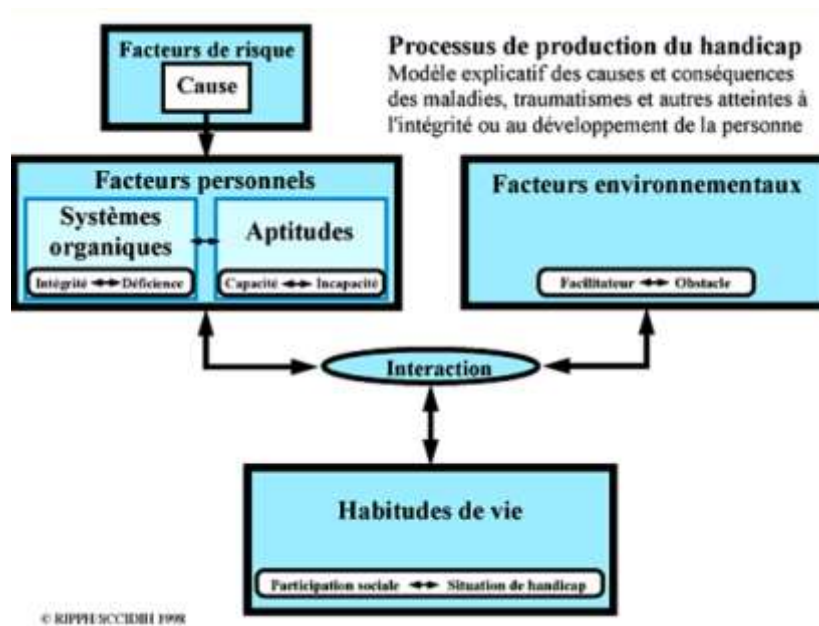 Facteurs de risque
Cause
Processus de production du handicap
Modèle explicatif des causes et conséquences
des maladies, traumatismes et autres atteintes à
l'intégrité ou au développement de la personne
Facteurs personnels
Systèmes
organiques
Intégrité Déficience
Aptitudes
Capacité Incapacité
Facteurs environnementaux
Facilitateur Obstacle
Interaction
Habitudes de vie
Participation sociale Situation de handicap
© RIPPH/SCCIDIH 1998